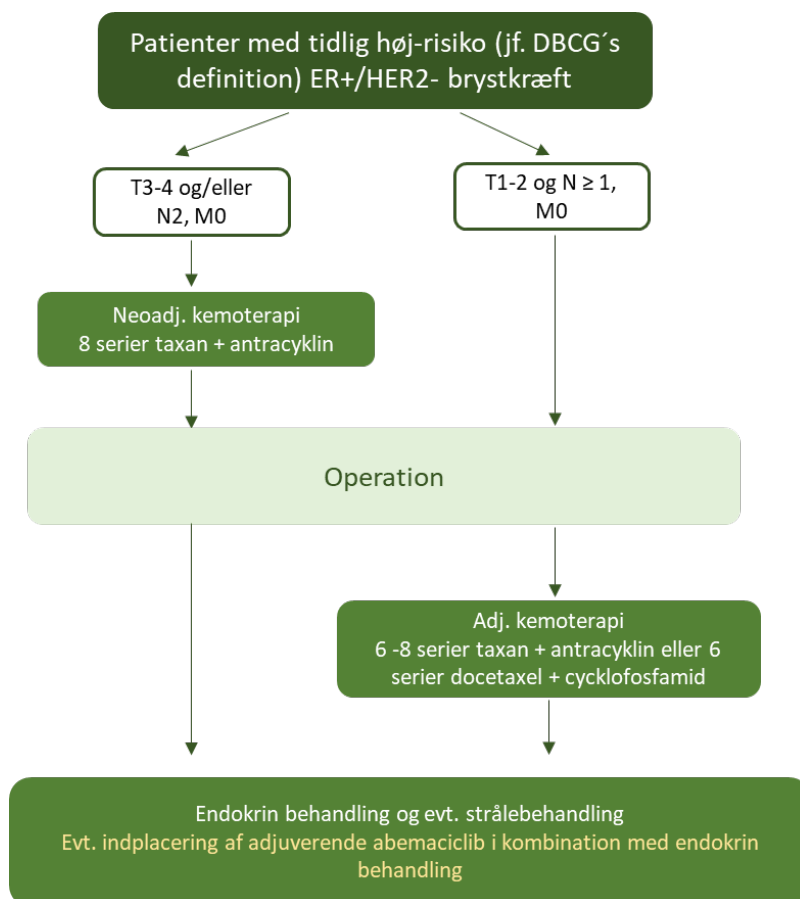 Patienter med tidlig høj-risiko (jf. DBCG´s
definition) ER+/HER2- brystkræft
T3-4 og/eller
N2, M0
T1-2 og N ≥ 1,
M0
Neoadj. kemoterapi
8 serier taxan + antracyklin
Operation
Adj. kemoterapi
6 -8 serier taxan + antracyklin eller 6
serier docetaxel + cycklofosfamid
Endokrin behandling og evt. strålebehandling
Evt. indplacering af adjuverende abemaciclib i kombination med endokrin
behandling